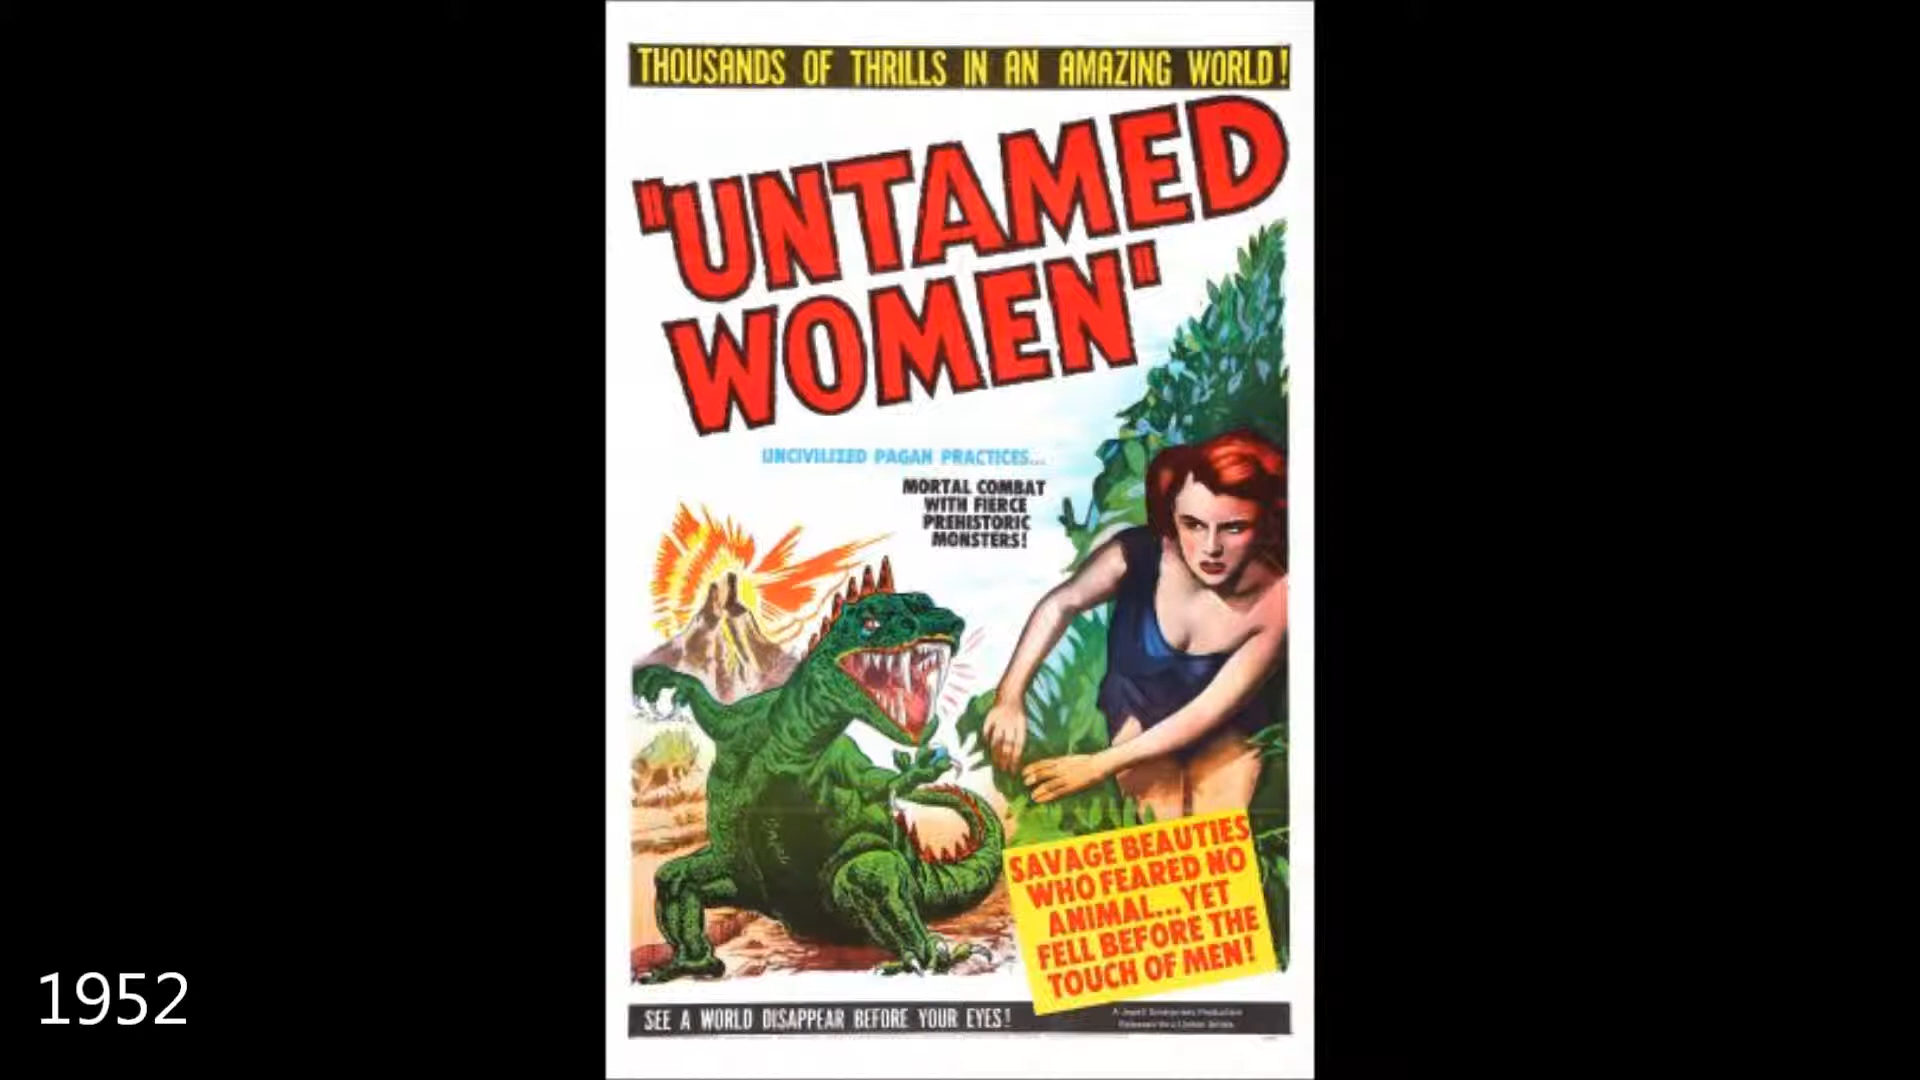 THOUSANDS OF THRILLS IN AN AMAZING WORLD!
"UNTAMED
WOMEN"
UNCIVILIZED PAGAN PRACTICES...
MORTAL COMBAT
WITH FIERCE
PREHISTORIC
MONSTERS!
SAVAGE BEAUTIES
WHO FEARED NO
ANIMAL...YET
FELL BEFORE THE
TOUCH OF MEN!
SEE A WORLD DISAPPEAR BEFORE YOUR EYES!
1952